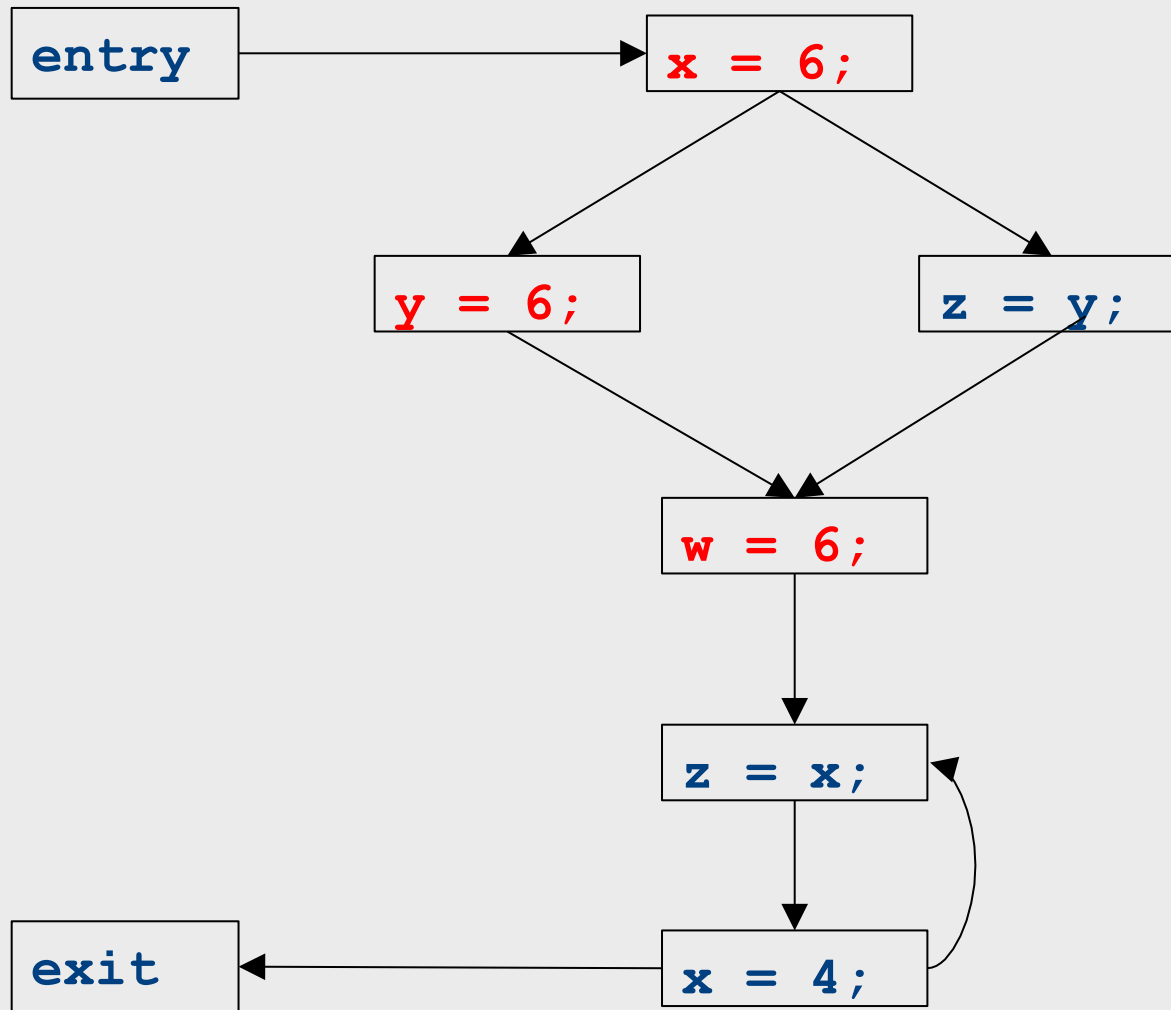 entry
x = 6;
y = 6;
z = y;
w = 6;
z = x;
x = 4;
exit